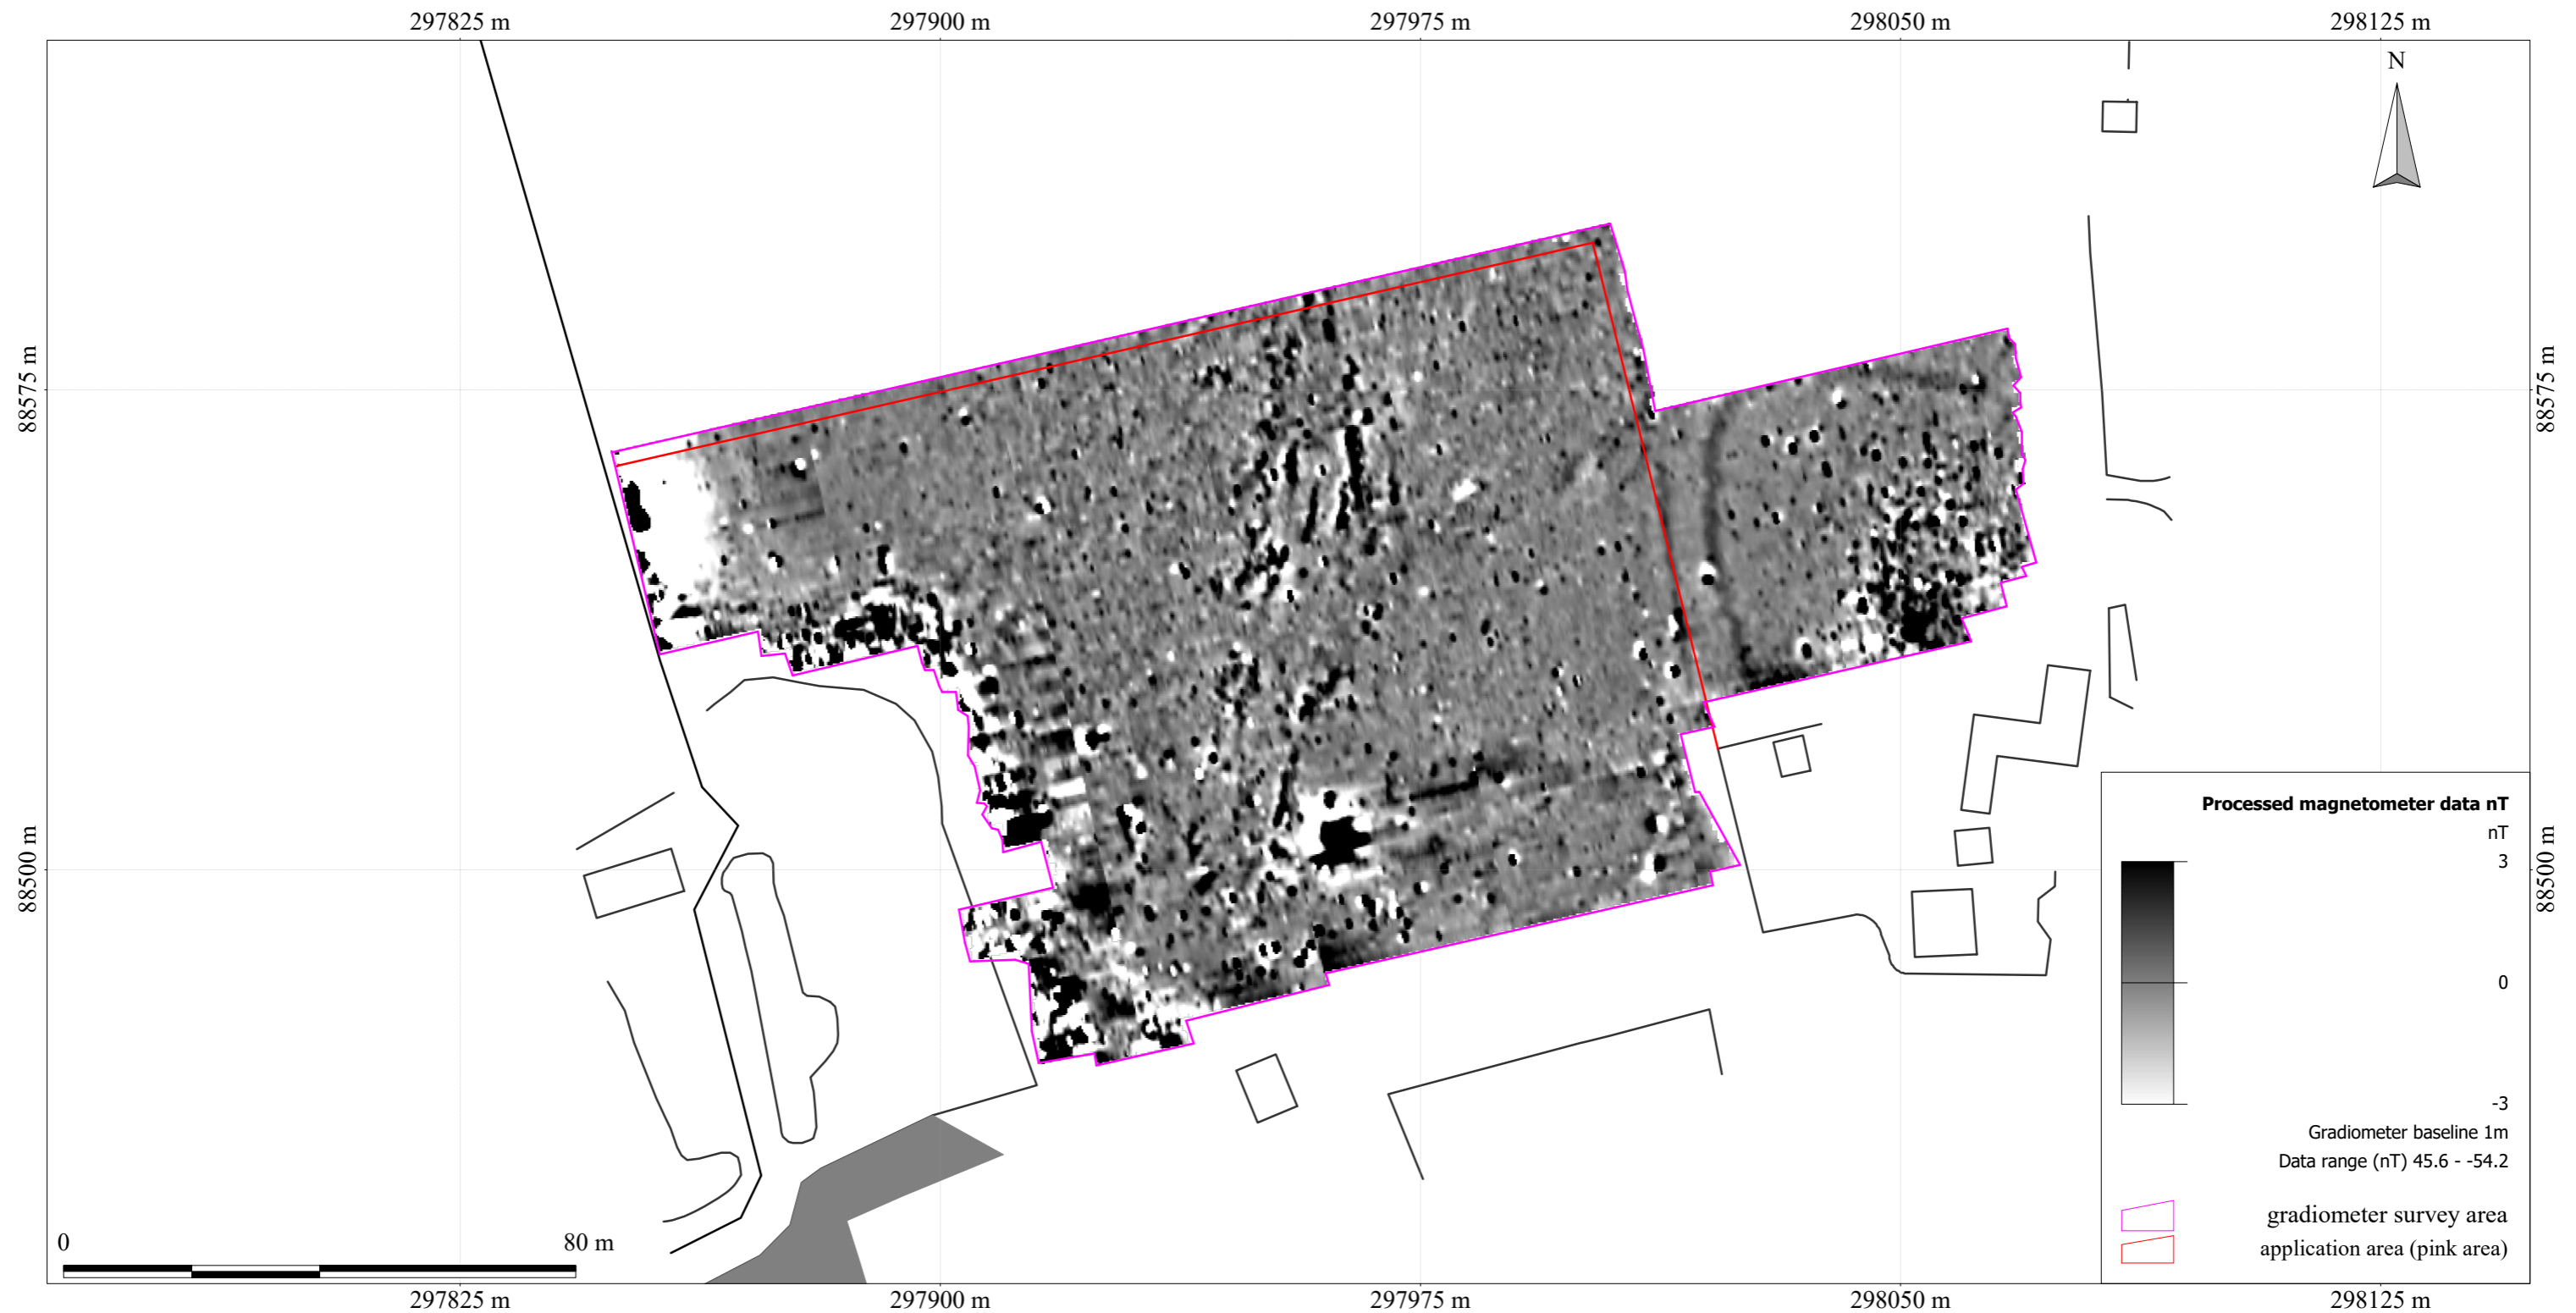 297825 m 297900 m 297975 m 298050 m 298125 m
N
88575 m 88575 m
88500 m 88500 m
Processed magnetometer data nT
nT
3
0
-3
Gradiometer baseline 1m
Data range (nT) 45.6 - -54.2
gradiometer survey area
application area (pink area)
0 80 m
297825 m 297900 m 297975 m 298050 m 298125 m